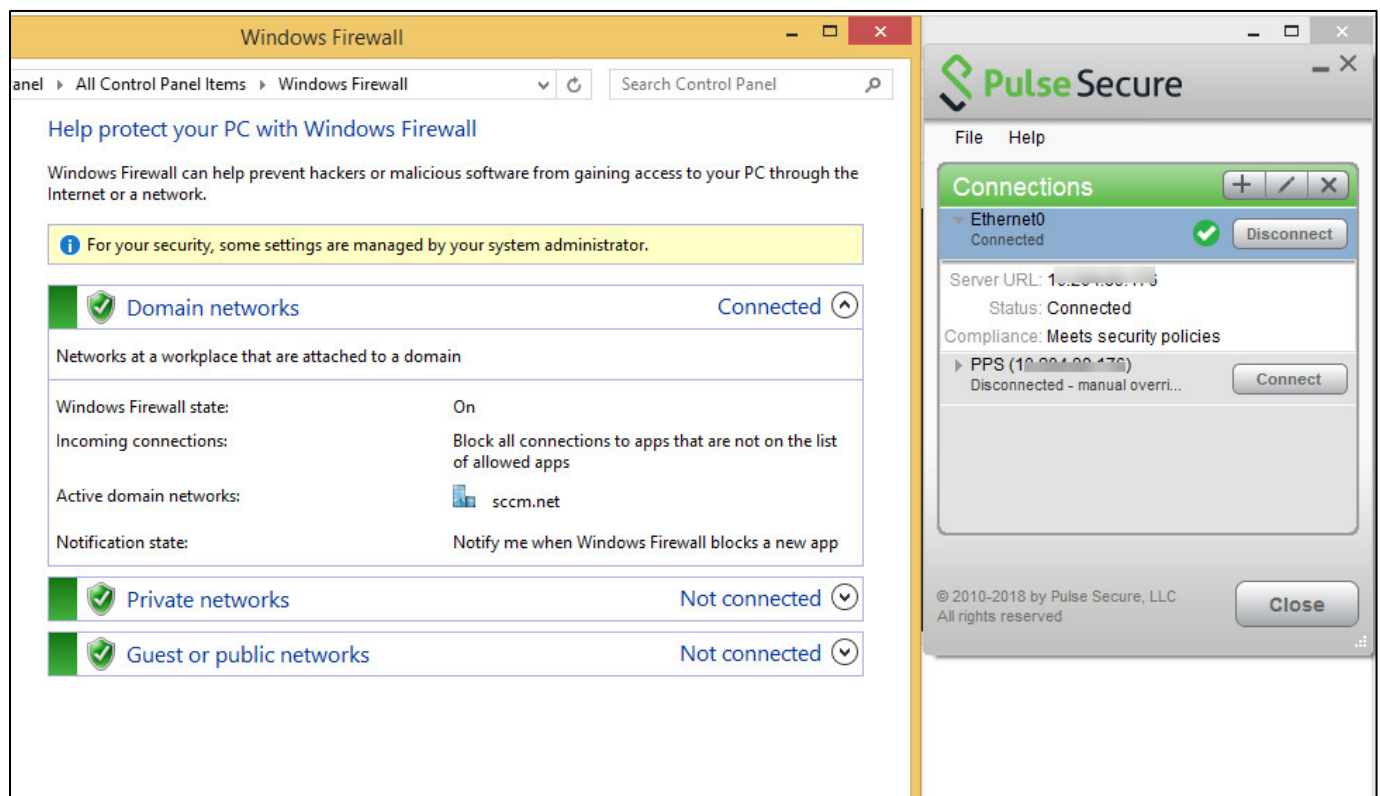 Windows Firewall
anel ▸ All Control Panel Items ▸ Windows Firewall
Search Control Panel
Help protect your PC with Windows Firewall
Windows Firewall can help prevent hackers or malicious software from gaining access to your PC through the
Internet or a network.
For your security, some settings are managed by your system administrator.
Domain networks Connected
Networks at a workplace that are attached to a domain
Windows Firewall state: On
Incoming connections: Block all connections to apps that are not on the list
of allowed apps
Active domain networks: sccm.net
Notification state: Notify me when Windows Firewall blocks a new app
Private networks Not connected
Guest or public networks Not connected
Pulse Secure
File Help
Connections
Ethernet0
Connected
Disconnect
Server URL:
Status: Connected
Compliance: Meets security policies
PPS
Disconnected - manual overri...
Connect
© 2010-2018 by Pulse Secure, LLC
All rights reserved
Close